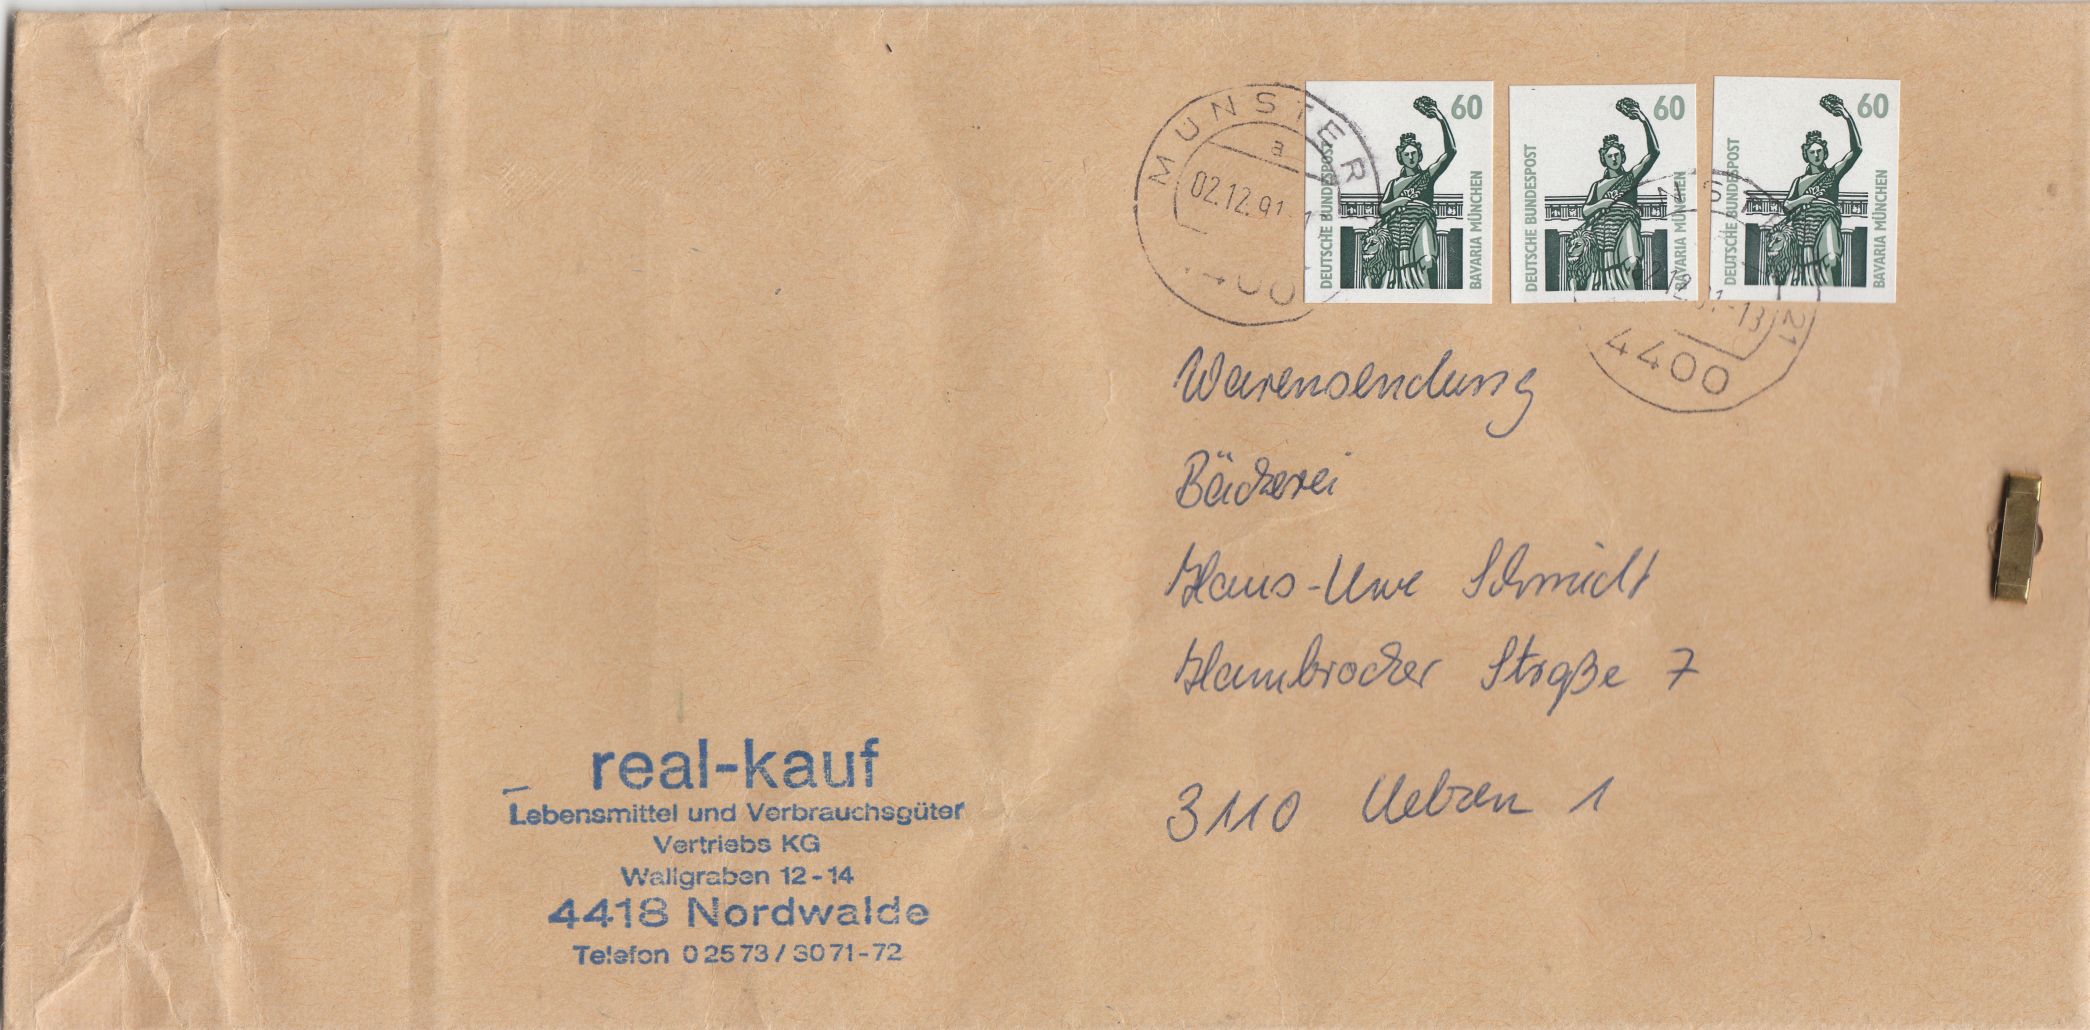 MÜNSTER
a
02.12.91
4400
60
DEUTSCHE BUNDESPOST
BAVARIA MÜNCHEN
60
DEUTSCHE BUNDESPOST
BAVARIA MÜNCHEN
60
DEUTSCHE BUNDESPOST
BAVARIA MÜNCHEN
21
-13
4400
Warensendung
Bäckerei
Hans-Uwe Schmidt
Hambrocker Straße 7
3110 Uelzen 1
real-kauf
Lebensmittel und Verbrauchsgüter
Vertriebs KG
Wallgraben 12-14
4418 Nordwalde
Telefon 02573/3071-72